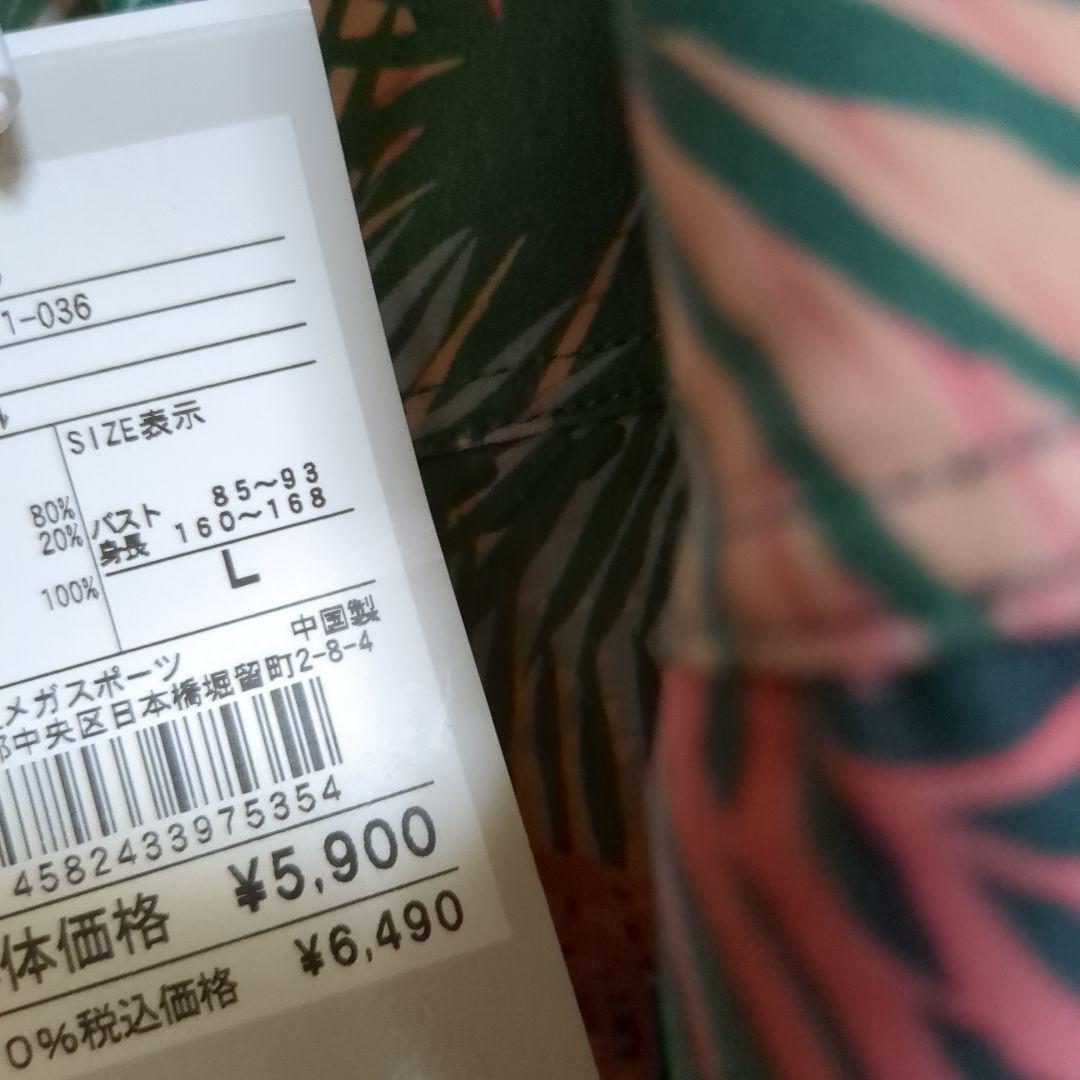 1-036
SIZE表示
80%
20%
バスト 85~93
身長 160~168
100%
L
中国製
メガスポーツ
中央区日本橋堀留町2-8-4
4582433975354
体価格 ¥5,900
0%税込価格 ¥6,490